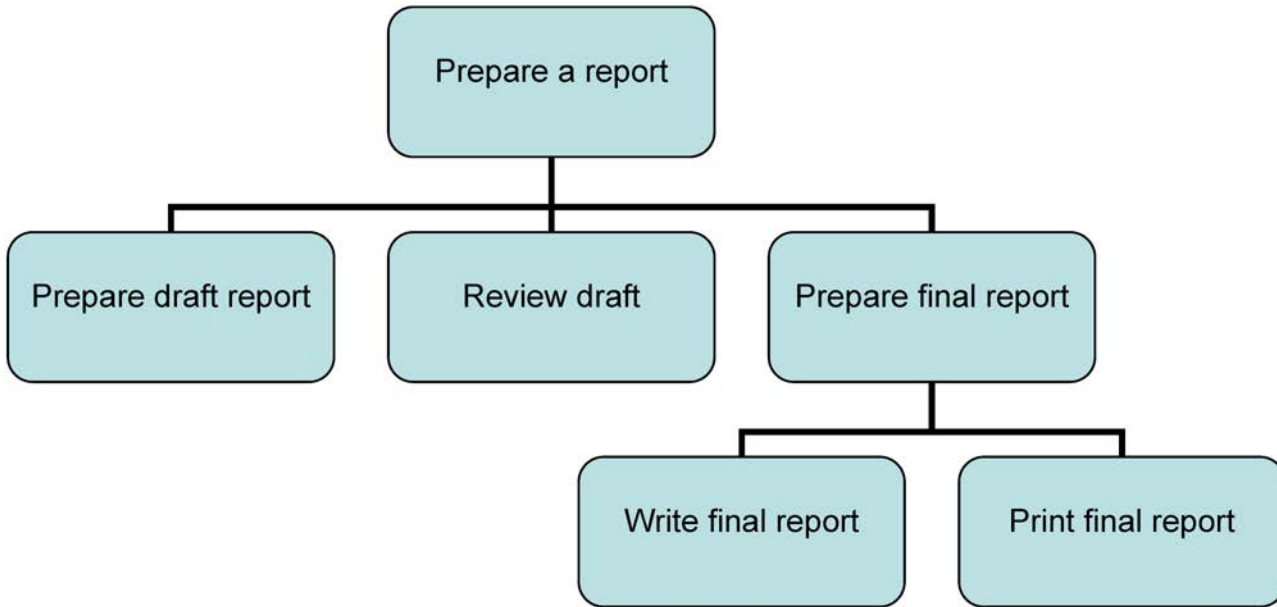 Prepare a report
Prepare draft report
Review draft
Prepare final report
Write final report
Print final report